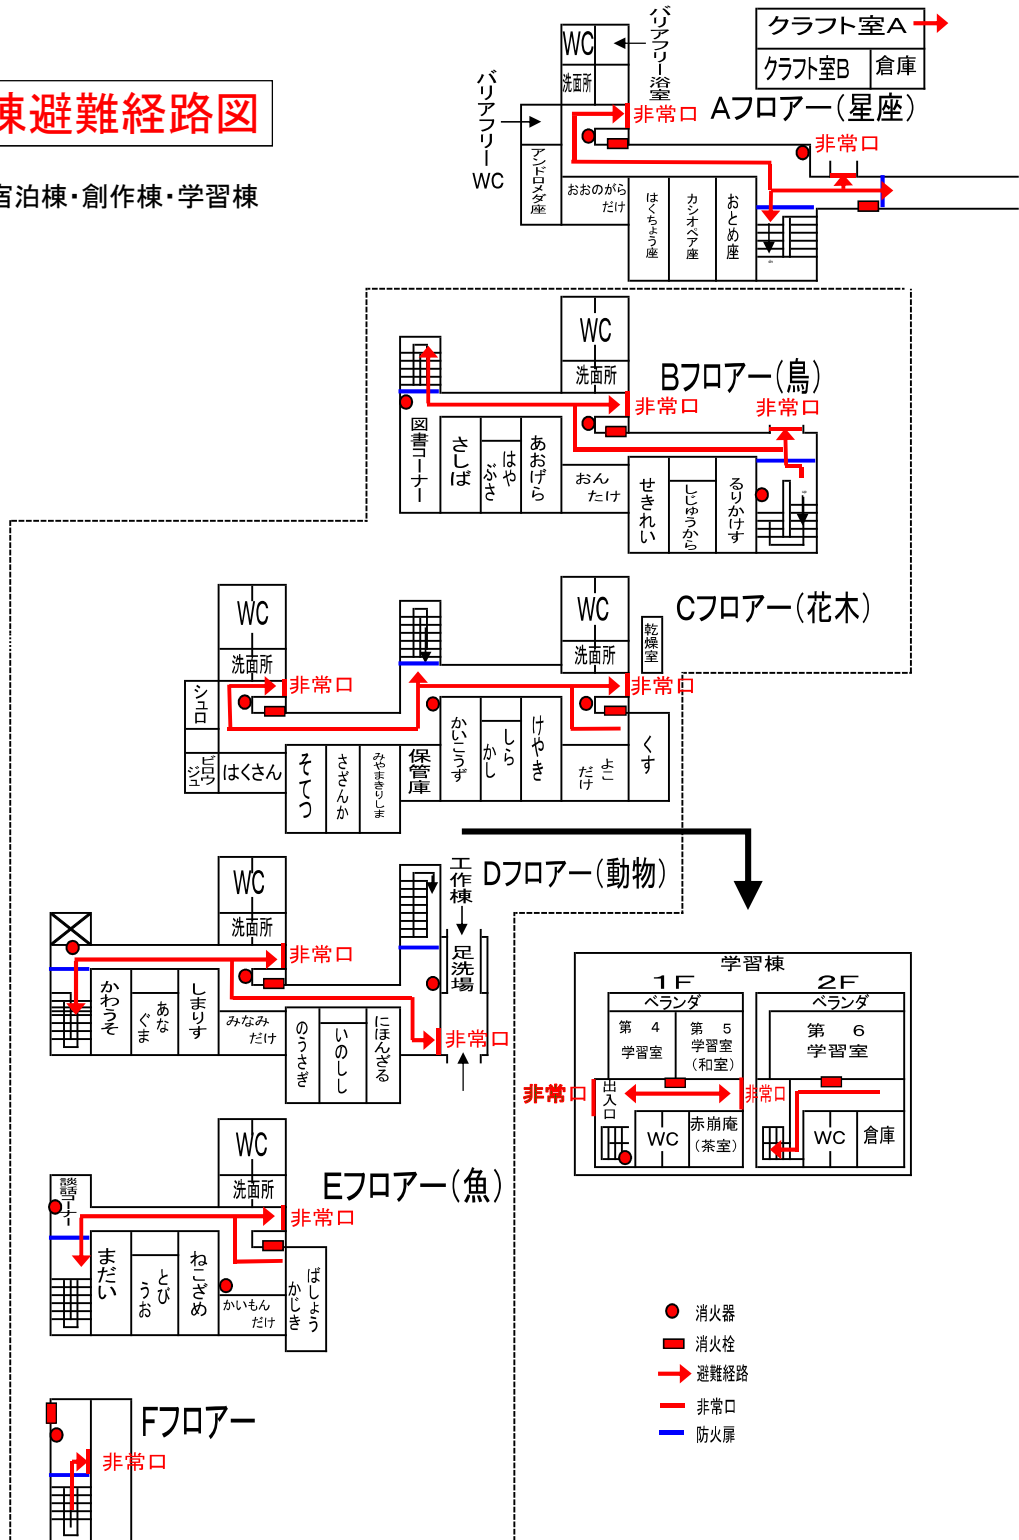 棟避難経路図
宿泊棟・創作棟・学習棟
クラフト室A
クラフト室B
倉庫
Aフロアー(星座)
WC
洗面所
バリアフリー浴室
バリアフリー
WC
非常口
非常口
アンドロメダ座
おおのがら
だけ
はくちょう座
カシオペア座
おとめ座
Bフロアー(鳥)
WC
洗面所
非常口
非常口
図書コーナー
さしば
はや
ぶさ
あおげら
おん
たけ
せきれい
しじゅうから
るりかけす
Cフロアー(花木)
WC
洗面所
WC
洗面所
乾燥室
非常口
非常口
シュロ
ビロウ
ジュ
はくさん
そてつ
さざんか
みやまきりしま
保管庫
かいこうず
しら
かし
けやき
よこ
だけ
くす
Dフロアー(動物)
工作棟
足洗場
WC
洗面所
非常口
非常口
かわうそ
あな
ぐま
しまりす
みなみ
だけ
のうさぎ
いのしし
にほんざる
学習棟
1F
2F
ベランダ
ベランダ
第 4
学習室
第 5
学習室
(和室)
第 6
学習室
非常口
出入口
非常口
WC
赤崩庵
(茶室)
WC
倉庫
Eフロアー(魚)
WC
洗面所
談話コーナー
非常口
まだい
とび
うお
ねこざめ
かいもん
だけ
ばしょう
かじき
Fフロアー
非常口
消火器
消火栓
避難経路
非常口
防火扉